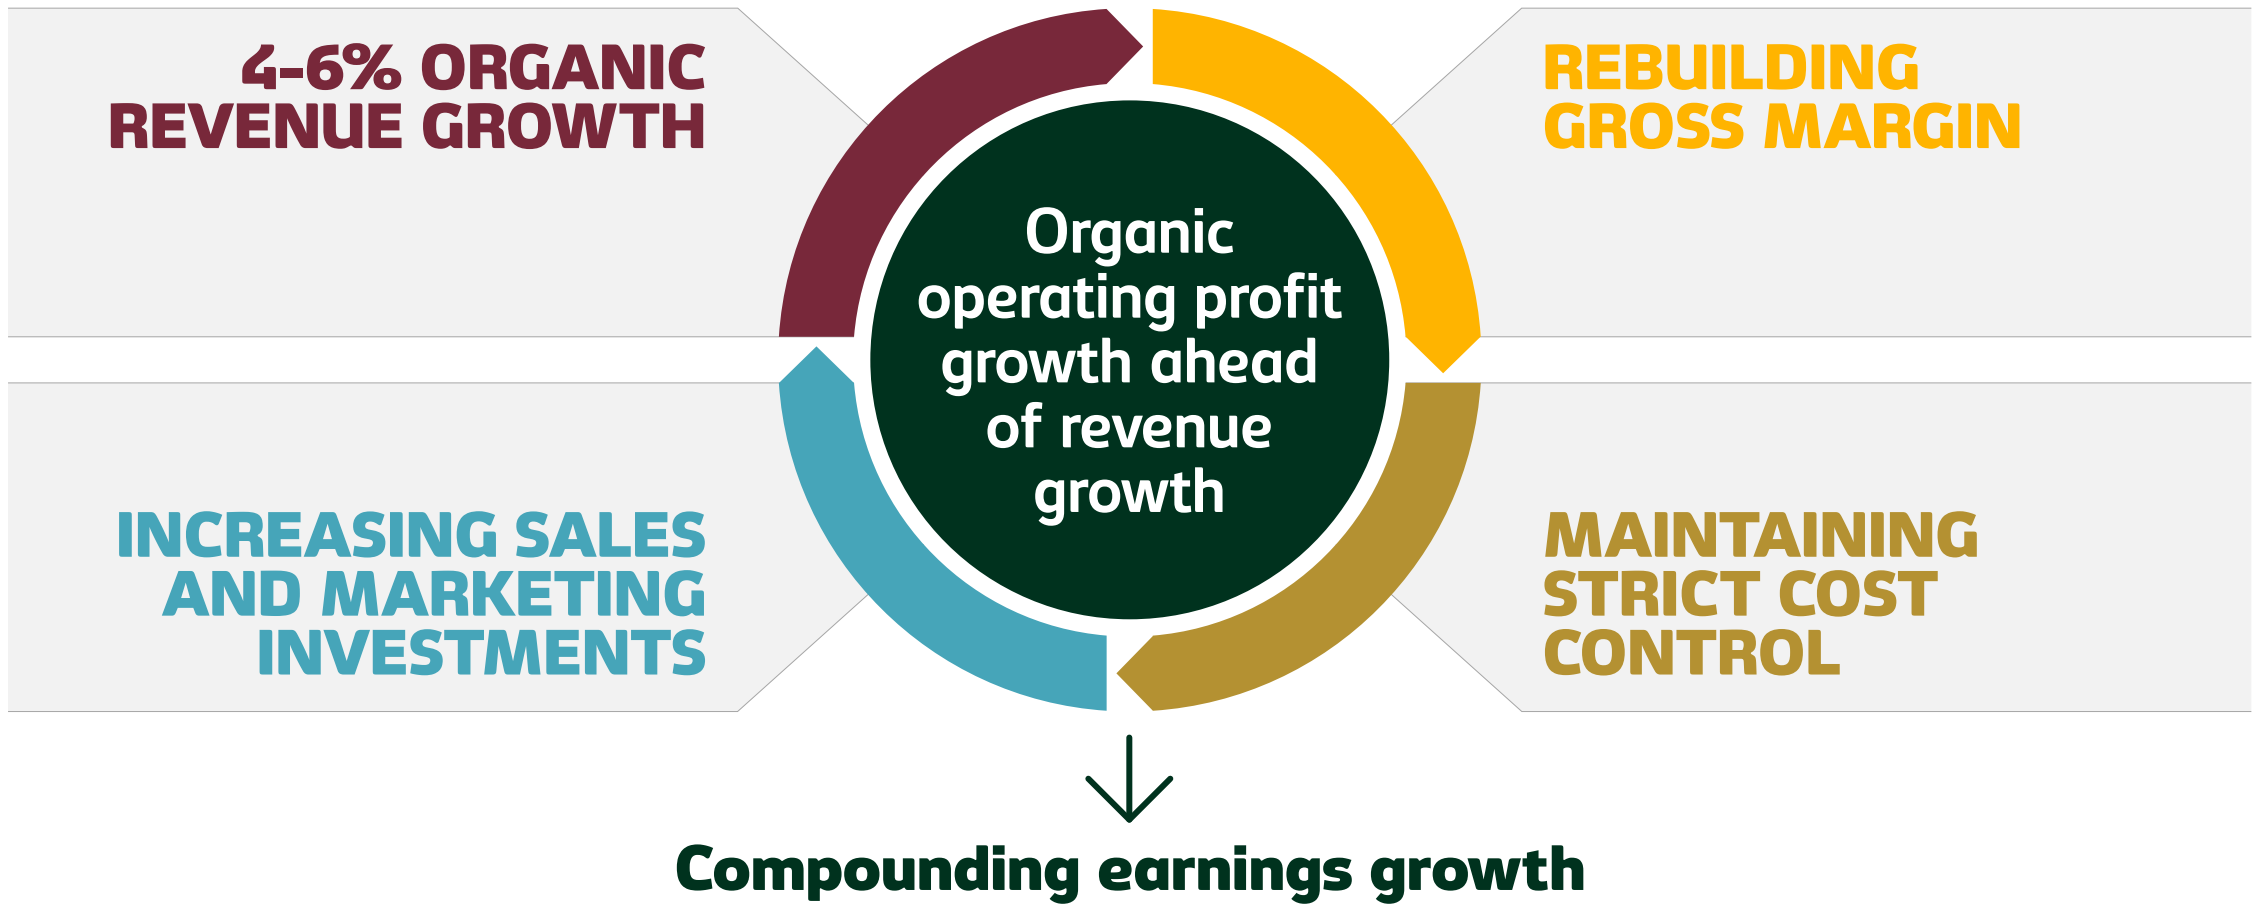 4-6% ORGANIC
REVENUE GROWTH
REBUILDING
GROSS MARGIN
Organic
operating profit
growth ahead
of revenue
growth
INCREASING SALES
AND MARKETING
INVESTMENTS
MAINTAINING
STRICT COST
CONTROL
Compounding earnings growth